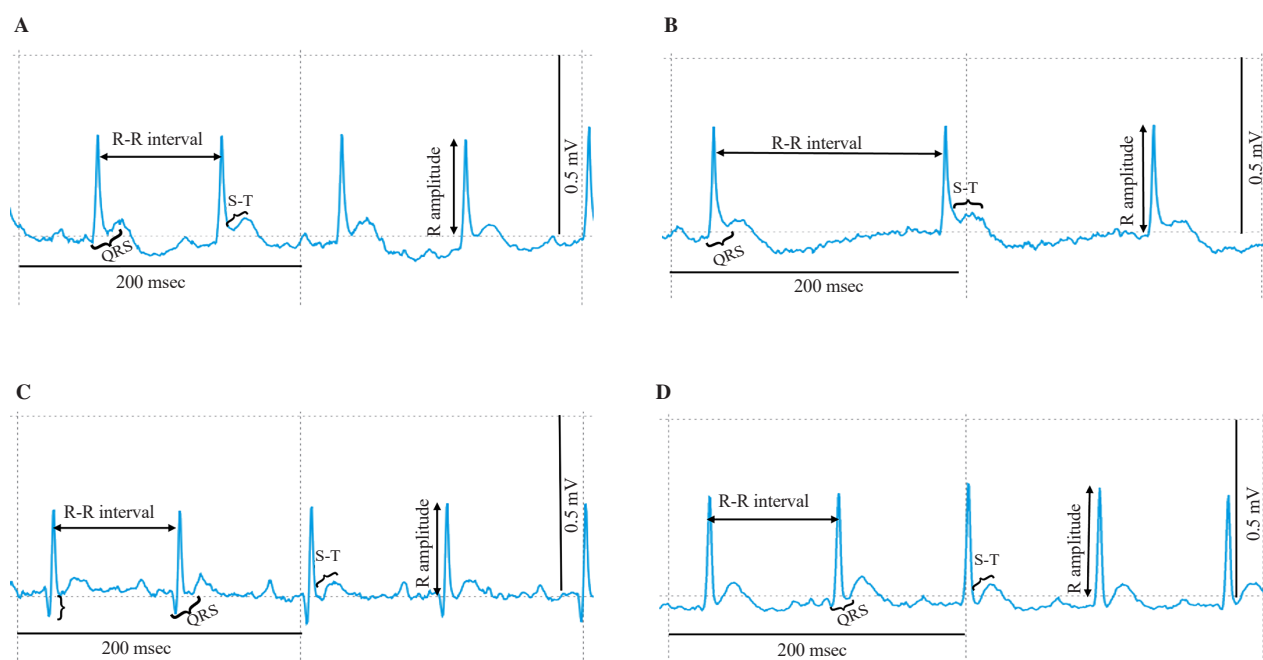 A
R-R interval
S-T
R amplitude
0.5 mV
QRS
200 msec
B
R-R interval
S-T
R amplitude
0.5 mV
QRS
200 msec
C
R-R interval
S-T
R amplitude
0.5 mV
QRS
200 msec
D
R-R interval
S-T
R amplitude
0.5 mV
QRS
200 msec